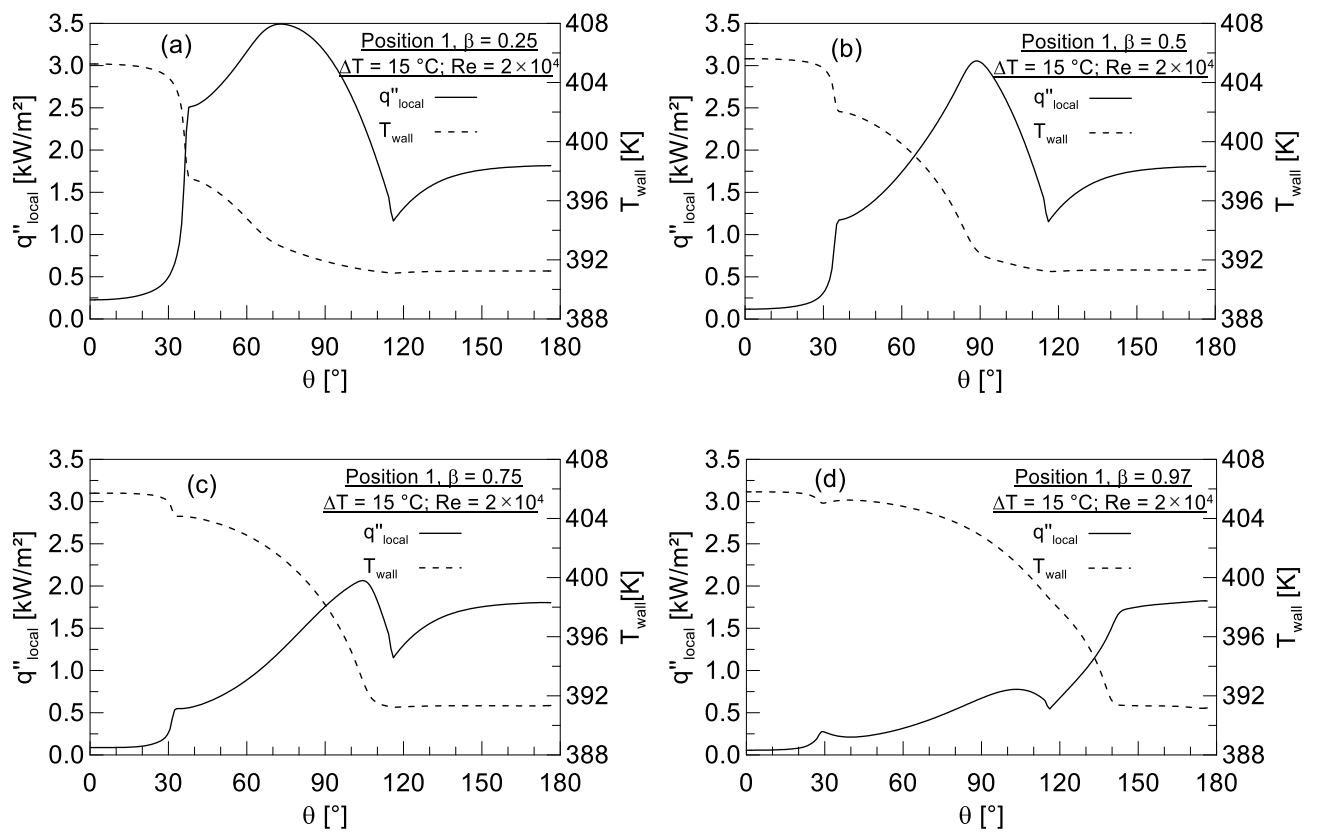 3.5
3.0
2.5
2.0
1.5
1.0
0.5
0.0
q"local [kW/m²]
(a)
Position 1, β = 0.25
ΔT = 15 °C; Re = 2×10⁴
q"local
Twall
408
404
400
396
392
388
Twall [K]
0 30 60 90 120 150 180
θ [°]
3.5
3.0
2.5
2.0
1.5
1.0
0.5
0.0
q"local [kW/m²]
(b)
Position 1, β = 0.5
ΔT = 15 °C; Re = 2×10⁴
q"local
Twall
408
404
400
396
392
388
Twall [K]
0 30 60 90 120 150 180
θ [°]
3.5
3.0
2.5
2.0
1.5
1.0
0.5
0.0
q"local [kW/m²]
(c)
Position 1, β = 0.75
ΔT = 15 °C; Re = 2×10⁴
q"local
Twall
408
404
400
396
392
388
Twall[K]
0 30 60 90 120 150 180
θ [°]
3.5
3.0
2.5
2.0
1.5
1.0
0.5
0.0
q"local [kW/m²]
(d)
Position 1, β = 0.97
ΔT = 15 °C; Re = 2×10⁴
q"local
Twall
408
404
400
396
392
388
Twall [K]
0 30 60 90 120 150 180
θ [°]